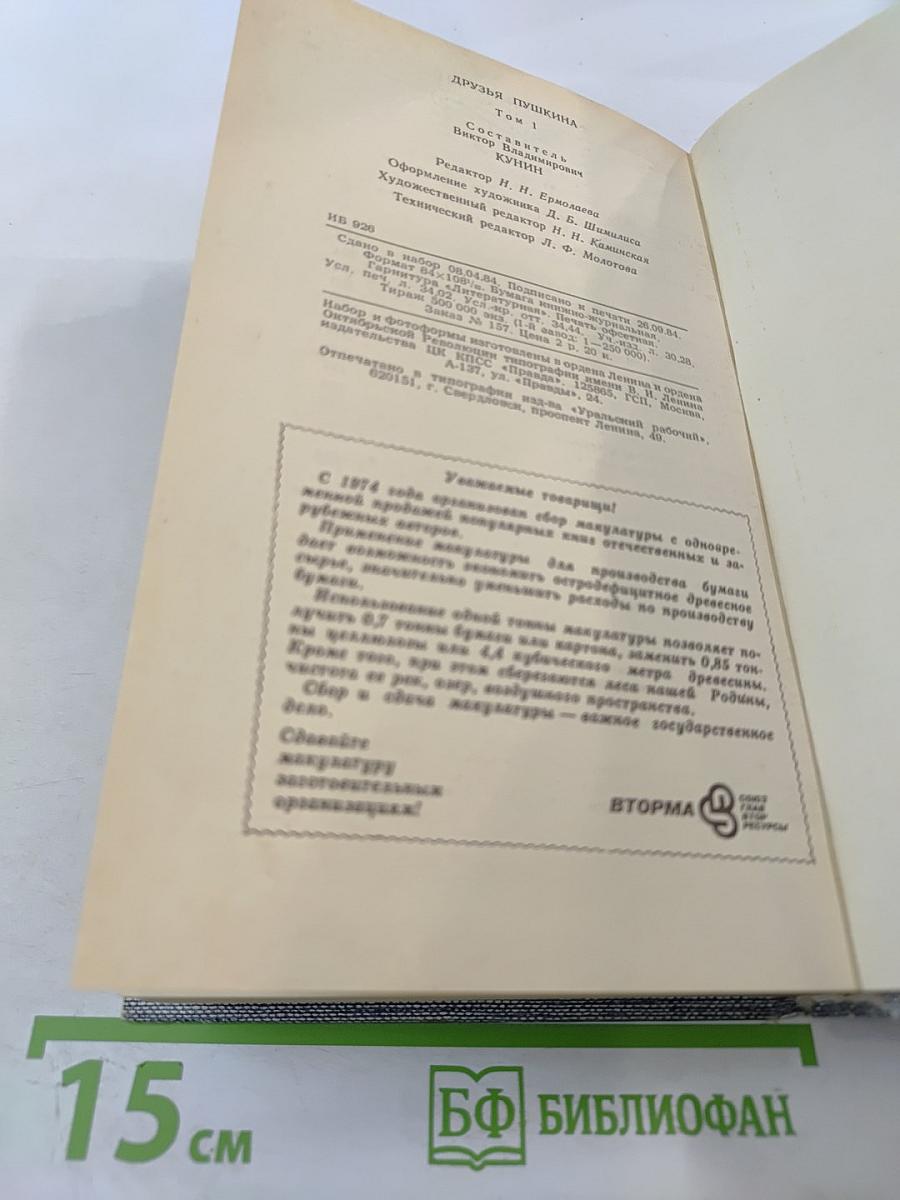 ДРУЗЬЯ ПУШКИНА
Том 1
Составитель
Виктор Владимирович
КУНИН
Редактор Н. Н. Ермолаева
Оформление художника Д. Б. Шимилиса
Художественный редактор Н. Н. Каминская
Технический редактор Л. Ф. Молотова
ИБ 926
Сдано в набор 08.04.84. Подписано к печати 26.09.84.
Формат 84×108¹/₃₂. Бумага книжно-журнальная.
Гарнитура «Литературная». Печать офсетная.
Усл. печ. л. 34,02. Усл.-кр. отт. 34,44. Уч.-изд. л. 30,28.
Тираж 500 000 экз. (1-й завод: 1—250 000).
Заказ № 157. Цена 2 р. 20 к.
Набор и фотоформы изготовлены в ордена Ленина и ордена
Октябрьской Революции типографии имени В. И. Ленина
издательства ЦК КПСС «Правда». 125865, ГСП, Москва,
А-137, ул. «Правды», 24.
Отпечатано в типографии изд-ва «Уральский рабочий»,
620151, г. Свердловск, проспект Ленина, 49.
Уважаемые товарищи!
С 1974 года организован сбор макулатуры с одновре-
менной продажей популярных книг отечественных и за-
рубежных авторов.
Применение макулатуры для производства бумаги
дает возможность экономить остродефицитное древесное
сырье, значительно уменьшить расходы по производству
бумаги.
Использование одной тонны макулатуры позволяет по-
лучить 0,7 тонны бумаги или картона, заменить 0,85 тон-
ны целлюлозы или 4,4 кубического метра древесины.
Кроме того, при этом сберегаются леса нашей Родины,
чистота ее рек, озер, воздушного пространства.
Сбор и сдача макулатуры — важное государственное
дело.
Сдавайте
макулатуру
заготовительным
организациям!
ВТОРМА
СОЮЗ
ГЛАВ
ВТОР
РЕСУРСЫ
15 см
БФ БИБЛИОФАН